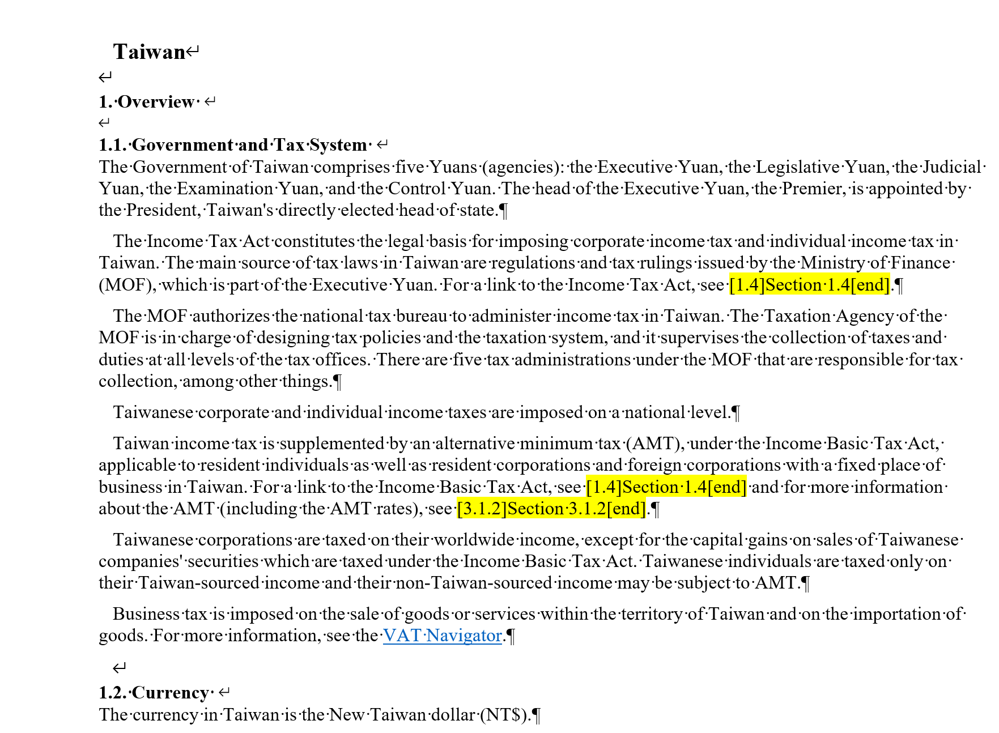 Taiwan
1. Overview
1.1. Government and Tax System
The Government of Taiwan comprises five Yuans (agencies): the Executive Yuan, the Legislative Yuan, the Judicial
Yuan, the Examination Yuan, and the Control Yuan. The head of the Executive Yuan, the Premier, is appointed by
the President, Taiwan's directly elected head of state.¶
The Income Tax Act constitutes the legal basis for imposing corporate income tax and individual income tax in
Taiwan. The main source of tax laws in Taiwan are regulations and tax rulings issued by the Ministry of Finance
(MOF), which is part of the Executive Yuan. For a link to the Income Tax Act, see [1.4]Section 1.4[end].¶
The MOF authorizes the national tax bureau to administer income tax in Taiwan. The Taxation Agency of the
MOF is in charge of designing tax policies and the taxation system, and it supervises the collection of taxes and
duties at all levels of the tax offices. There are five tax administrations under the MOF that are responsible for tax
collection, among other things.¶
Taiwanese corporate and individual income taxes are imposed on a national level.¶
Taiwan income tax is supplemented by an alternative minimum tax (AMT), under the Income Basic Tax Act,
applicable to resident individuals as well as resident corporations and foreign corporations with a fixed place of
business in Taiwan. For a link to the Income Basic Tax Act, see [1.4]Section 1.4[end] and for more information
about the AMT (including the AMT rates), see [3.1.2]Section 3.1.2[end].¶
Taiwanese corporations are taxed on their worldwide income, except for the capital gains on sales of Taiwanese
companies' securities which are taxed under the Income Basic Tax Act. Taiwanese individuals are taxed only on
their Taiwan-sourced income and their non-Taiwan-sourced income may be subject to AMT.¶
Business tax is imposed on the sale of goods or services within the territory of Taiwan and on the importation of
goods. For more information, see the VAT Navigator.¶
1.2. Currency
The currency in Taiwan is the New Taiwan dollar (NT$).¶